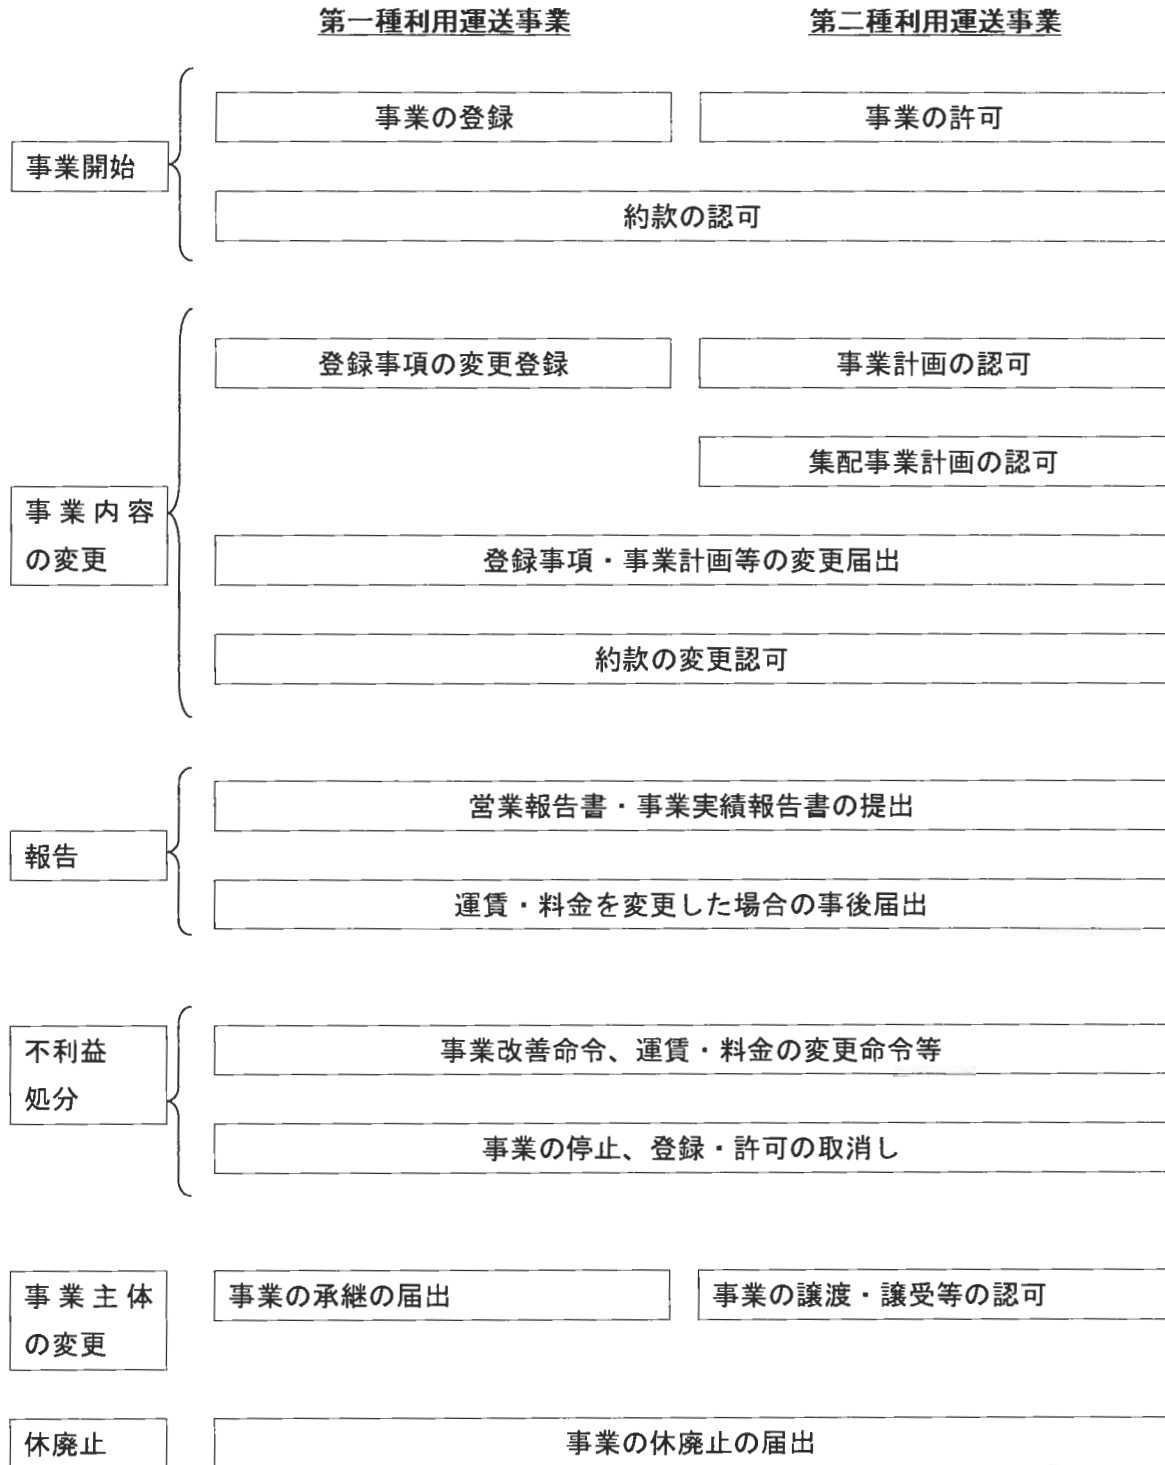 第一種利用運送事業 第二種利用運送事業
事業の登録 事業の許可
事業開始
約款の認可
登録事項の変更登録 事業計画の認可
集配事業計画の認可
事業内容
の変更
登録事項・事業計画等の変更届出
約款の変更認可
営業報告書・事業実績報告書の提出
報告
運賃・料金を変更した場合の事後届出
不利益
処分
事業改善命令、運賃・料金の変更命令等
事業の停止、登録・許可の取消し
事業主体
の変更
事業の承継の届出 事業の譲渡・譲受等の認可
休廃止 事業の休廃止の届出